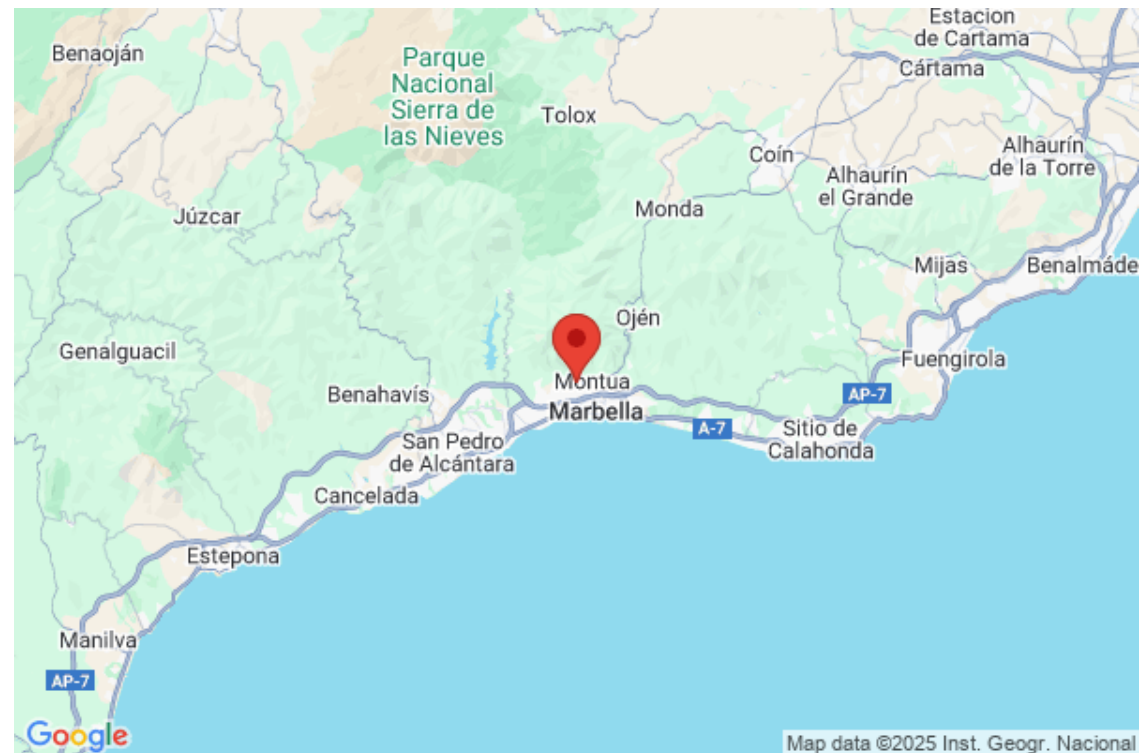 Estacion
de Cartama
Benaoján
Parque
Nacional
Sierra de
las Nieves
Cártama
Tolox
Coín
Alhaurín
de la Torre
Alhaurín
el Grande
Júzcar
Monda
Mijas
Benalmáde
Ojén
Genalguacil
Fuengirola
Montua
Benahavís
AP-7
Marbella
A-7
Sitio de
Calahonda
San Pedro
de Alcántara
Cancelada
Estepona
Manilva
AP-7
Google
Map data ©2025 Inst. Geogr. Nacional